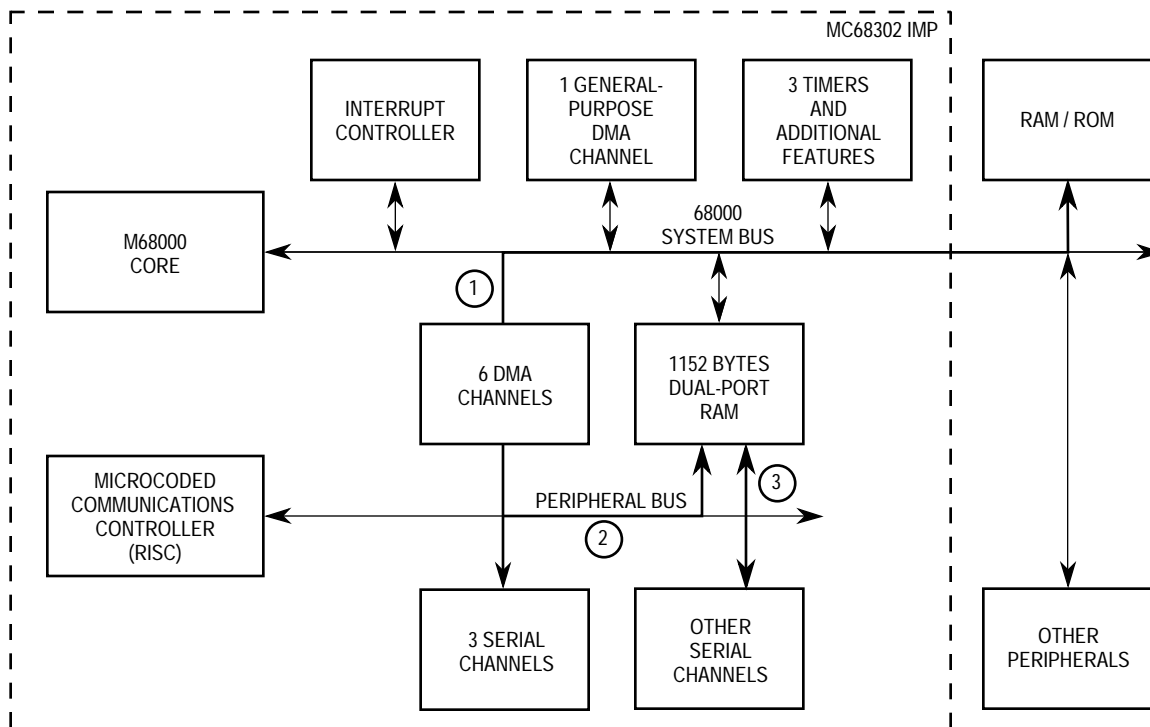 MC68302 IMP
INTERRUPT
CONTROLLER
1 GENERAL-
PURPOSE
DMA
CHANNEL
3 TIMERS
AND
ADDITIONAL
FEATURES
RAM / ROM
M68000
CORE
68000
SYSTEM BUS
1
6 DMA
CHANNELS
1152 BYTES
DUAL-PORT
RAM
MICROCODED
COMMUNICATIONS
CONTROLLER
(RISC)
PERIPHERAL BUS
2
3
3 SERIAL
CHANNELS
OTHER
SERIAL
CHANNELS
OTHER
PERIPHERALS